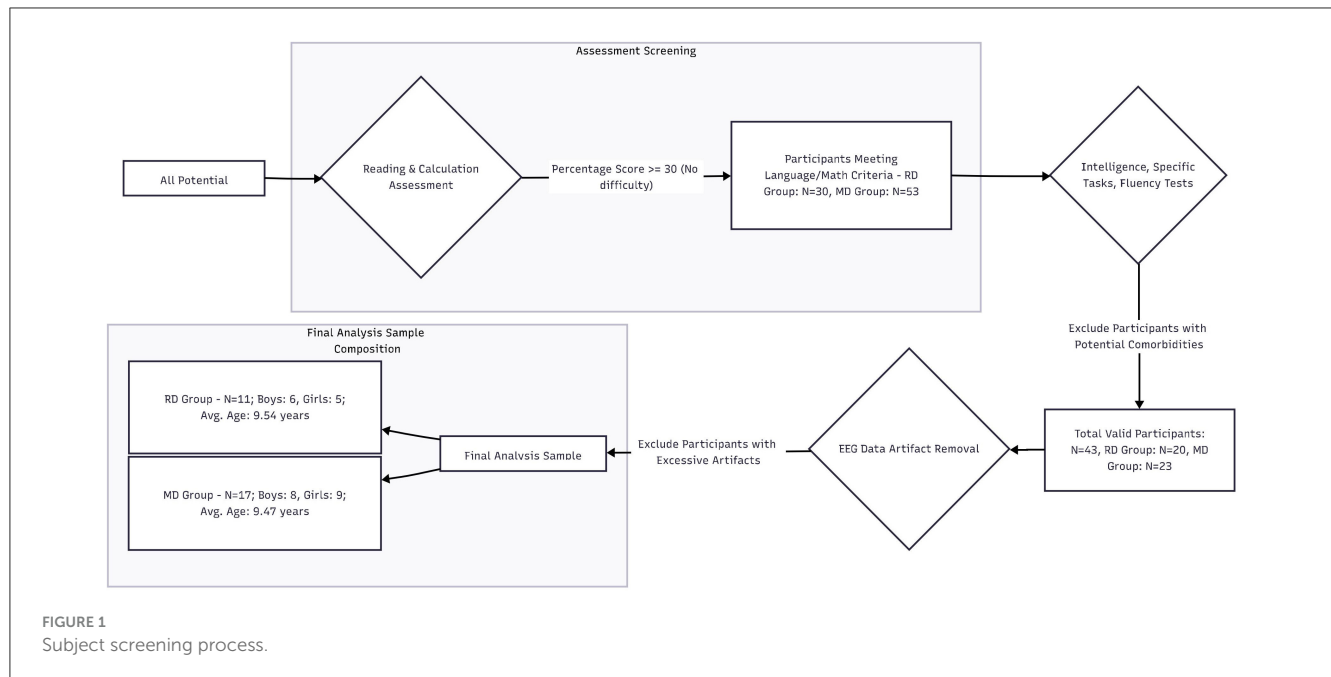 Assessment Screening
All Potential
Reading & Calculation
Assessment
Percentage Score >= 30 (No
difficulty)
Participants Meeting
Language/Math Criteria - RD
Group: N=30, MD Group: N=53
Intelligence, Specific
Tasks, Fluency Tests
Exclude Participants with
Potential Comorbidities
Total Valid Participants:
N=43, RD Group: N=20, MD
Group: N=23
EEG Data Artifact Removal
Exclude Participants with
Excessive Artifacts
Final Analysis Sample
Final Analysis Sample
Composition
RD Group - N=11; Boys: 6, Girls: 5;
Avg. Age: 9.54 years
MD Group - N=17; Boys: 8, Girls: 9;
Avg. Age: 9.47 years
FIGURE 1
Subject screening process.